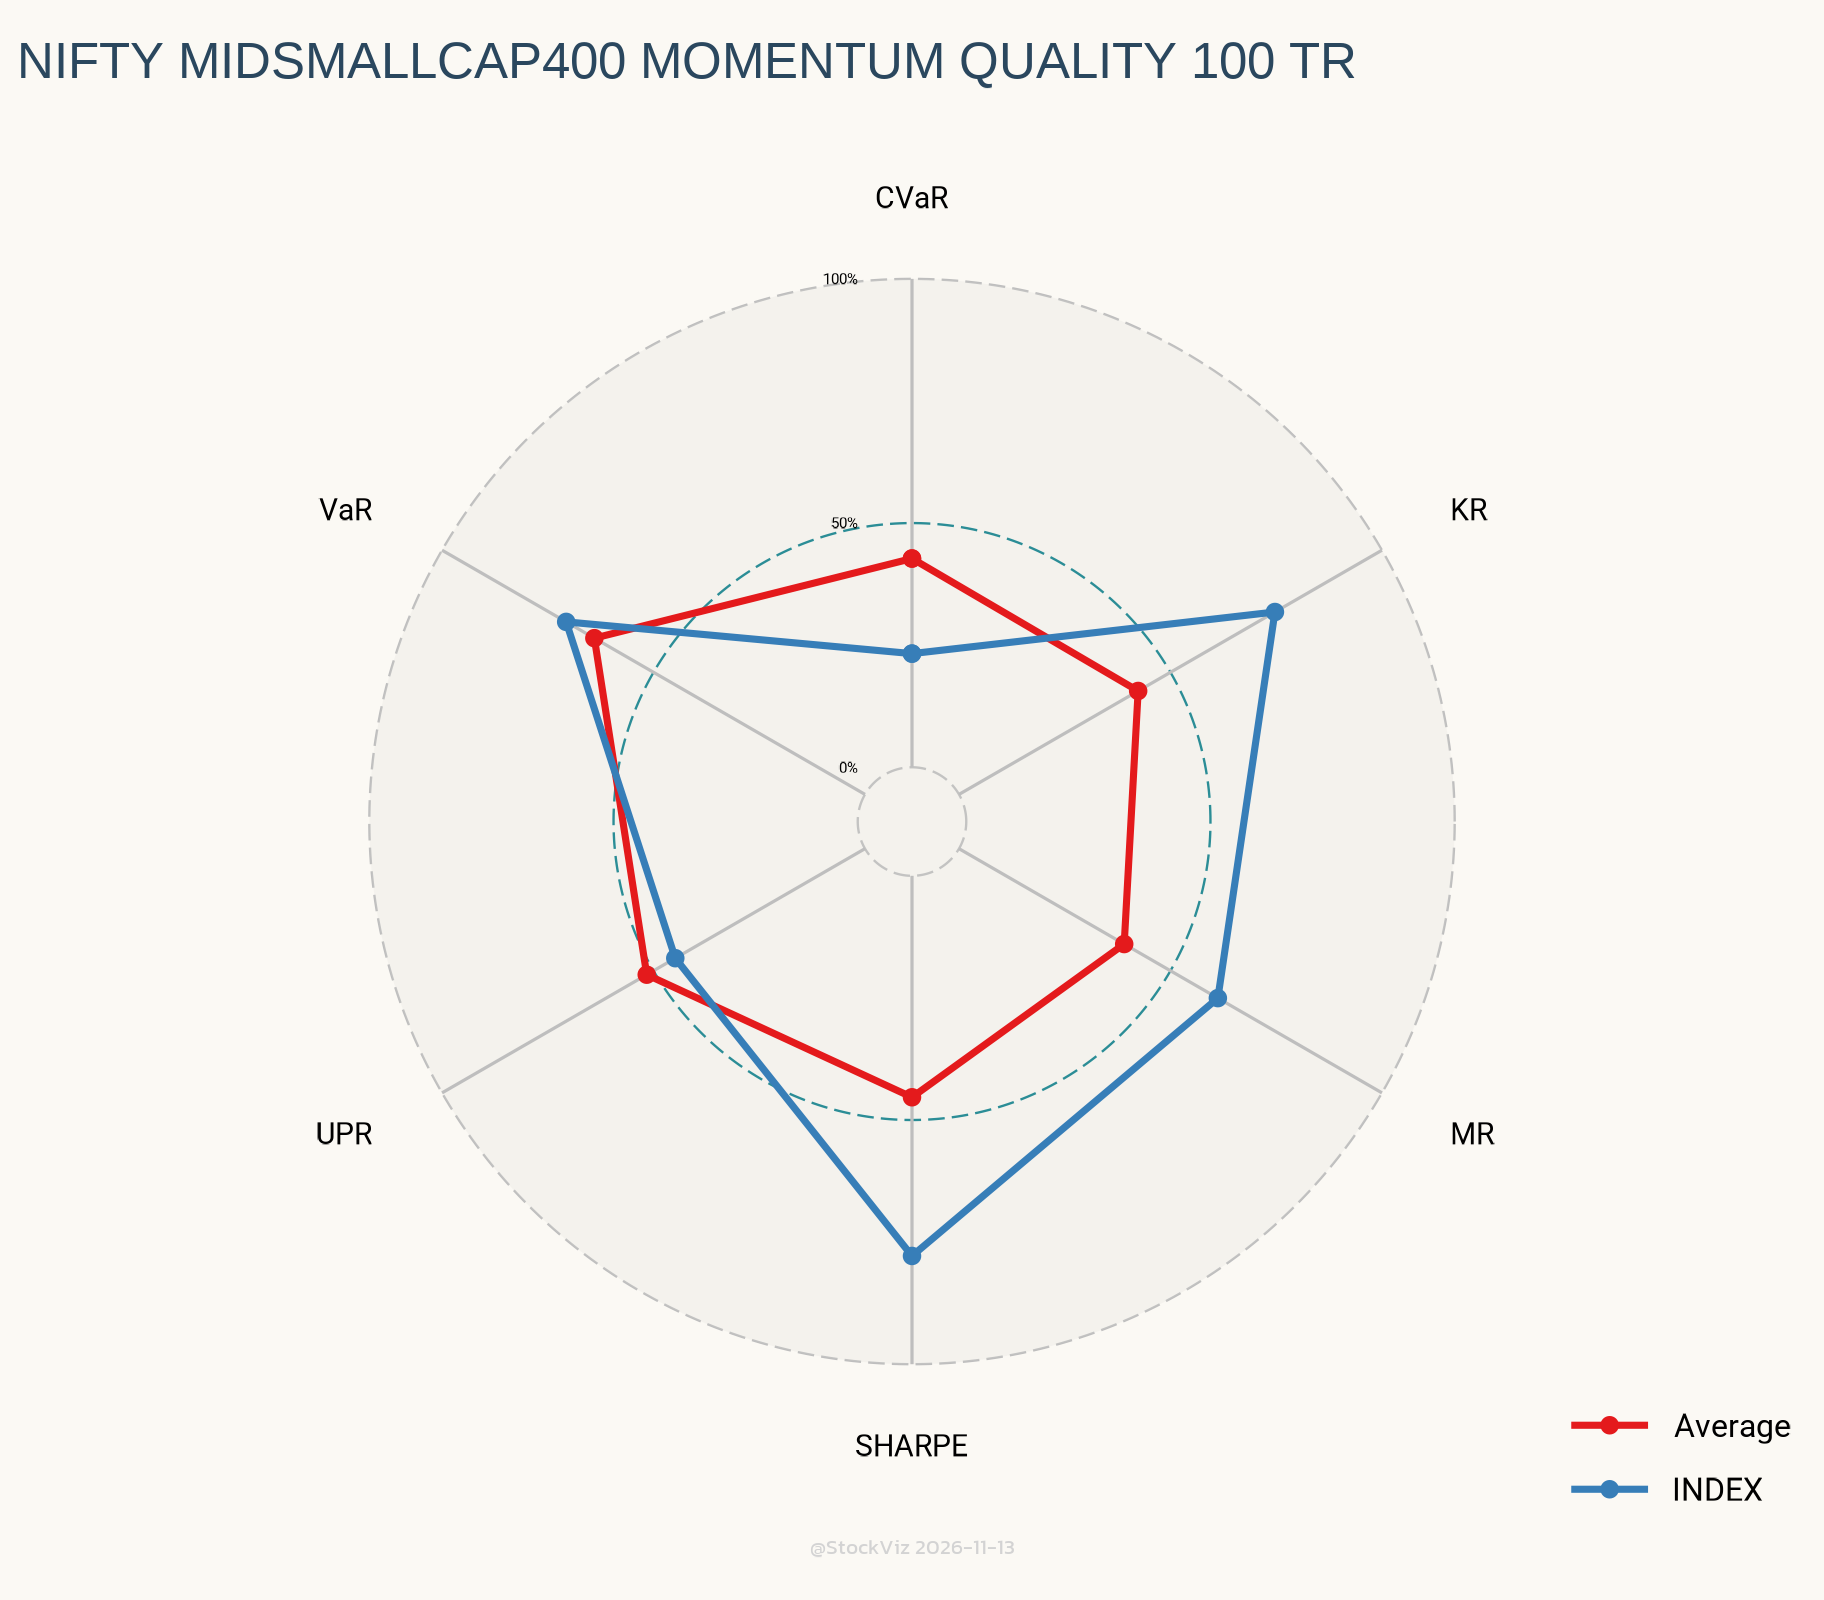 NIFTY MIDSMALLCAP400 MOMENTUM QUALITY 100 TR
CVaR
100%
VaR
KR
50%
0%
UPR
MR
SHARPE
Average
INDEX
@StockViz 2026-11-13